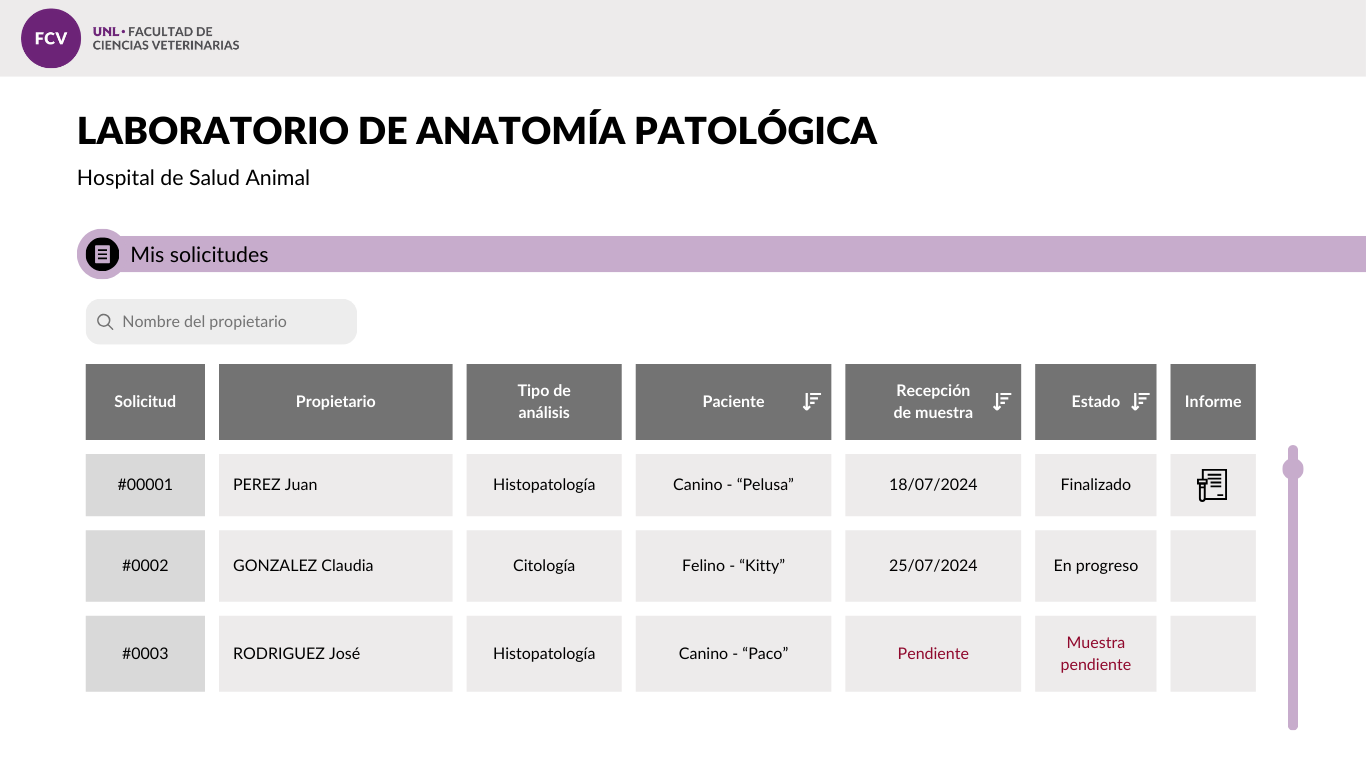 FCV
UNL • FACULTAD DE
CIENCIAS VETERINARIAS
LABORATORIO DE ANATOMÍA PATOLÓGICA
Hospital de Salud Animal
Mis solicitudes
Nombre del propietario
Solicitud
Propietario
Tipo de
análisis
Paciente
Recepción
de muestra
Estado
Informe
#00001
PEREZ Juan
Histopatología
Canino - “Pelusa”
18/07/2024
Finalizado
#0002
GONZALEZ Claudia
Citología
Felino - “Kitty”
25/07/2024
En progreso
#0003
RODRIGUEZ José
Histopatología
Canino - “Paco”
Pendiente
Muestra
pendiente